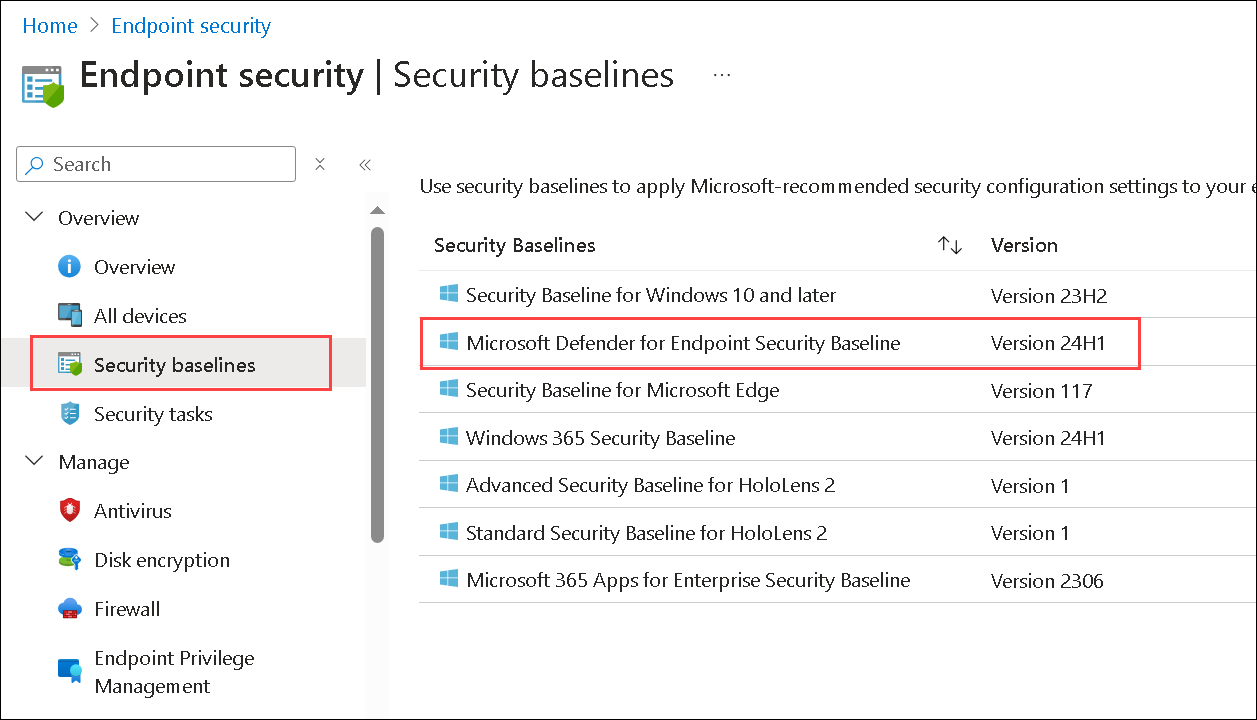 Home > Endpoint security
Endpoint security | Security baselines ...
Search
Use security baselines to apply Microsoft-recommended security configuration settings to your e
Overview
Overview
All devices
Security baselines
Security tasks
Manage
Antivirus
Disk encryption
Firewall
Endpoint Privilege
Management
Security Baselines Version
Security Baseline for Windows 10 and later Version 23H2
Microsoft Defender for Endpoint Security Baseline Version 24H1
Security Baseline for Microsoft Edge Version 117
Windows 365 Security Baseline Version 24H1
Advanced Security Baseline for HoloLens 2 Version 1
Standard Security Baseline for HoloLens 2 Version 1
Microsoft 365 Apps for Enterprise Security Baseline Version 2306